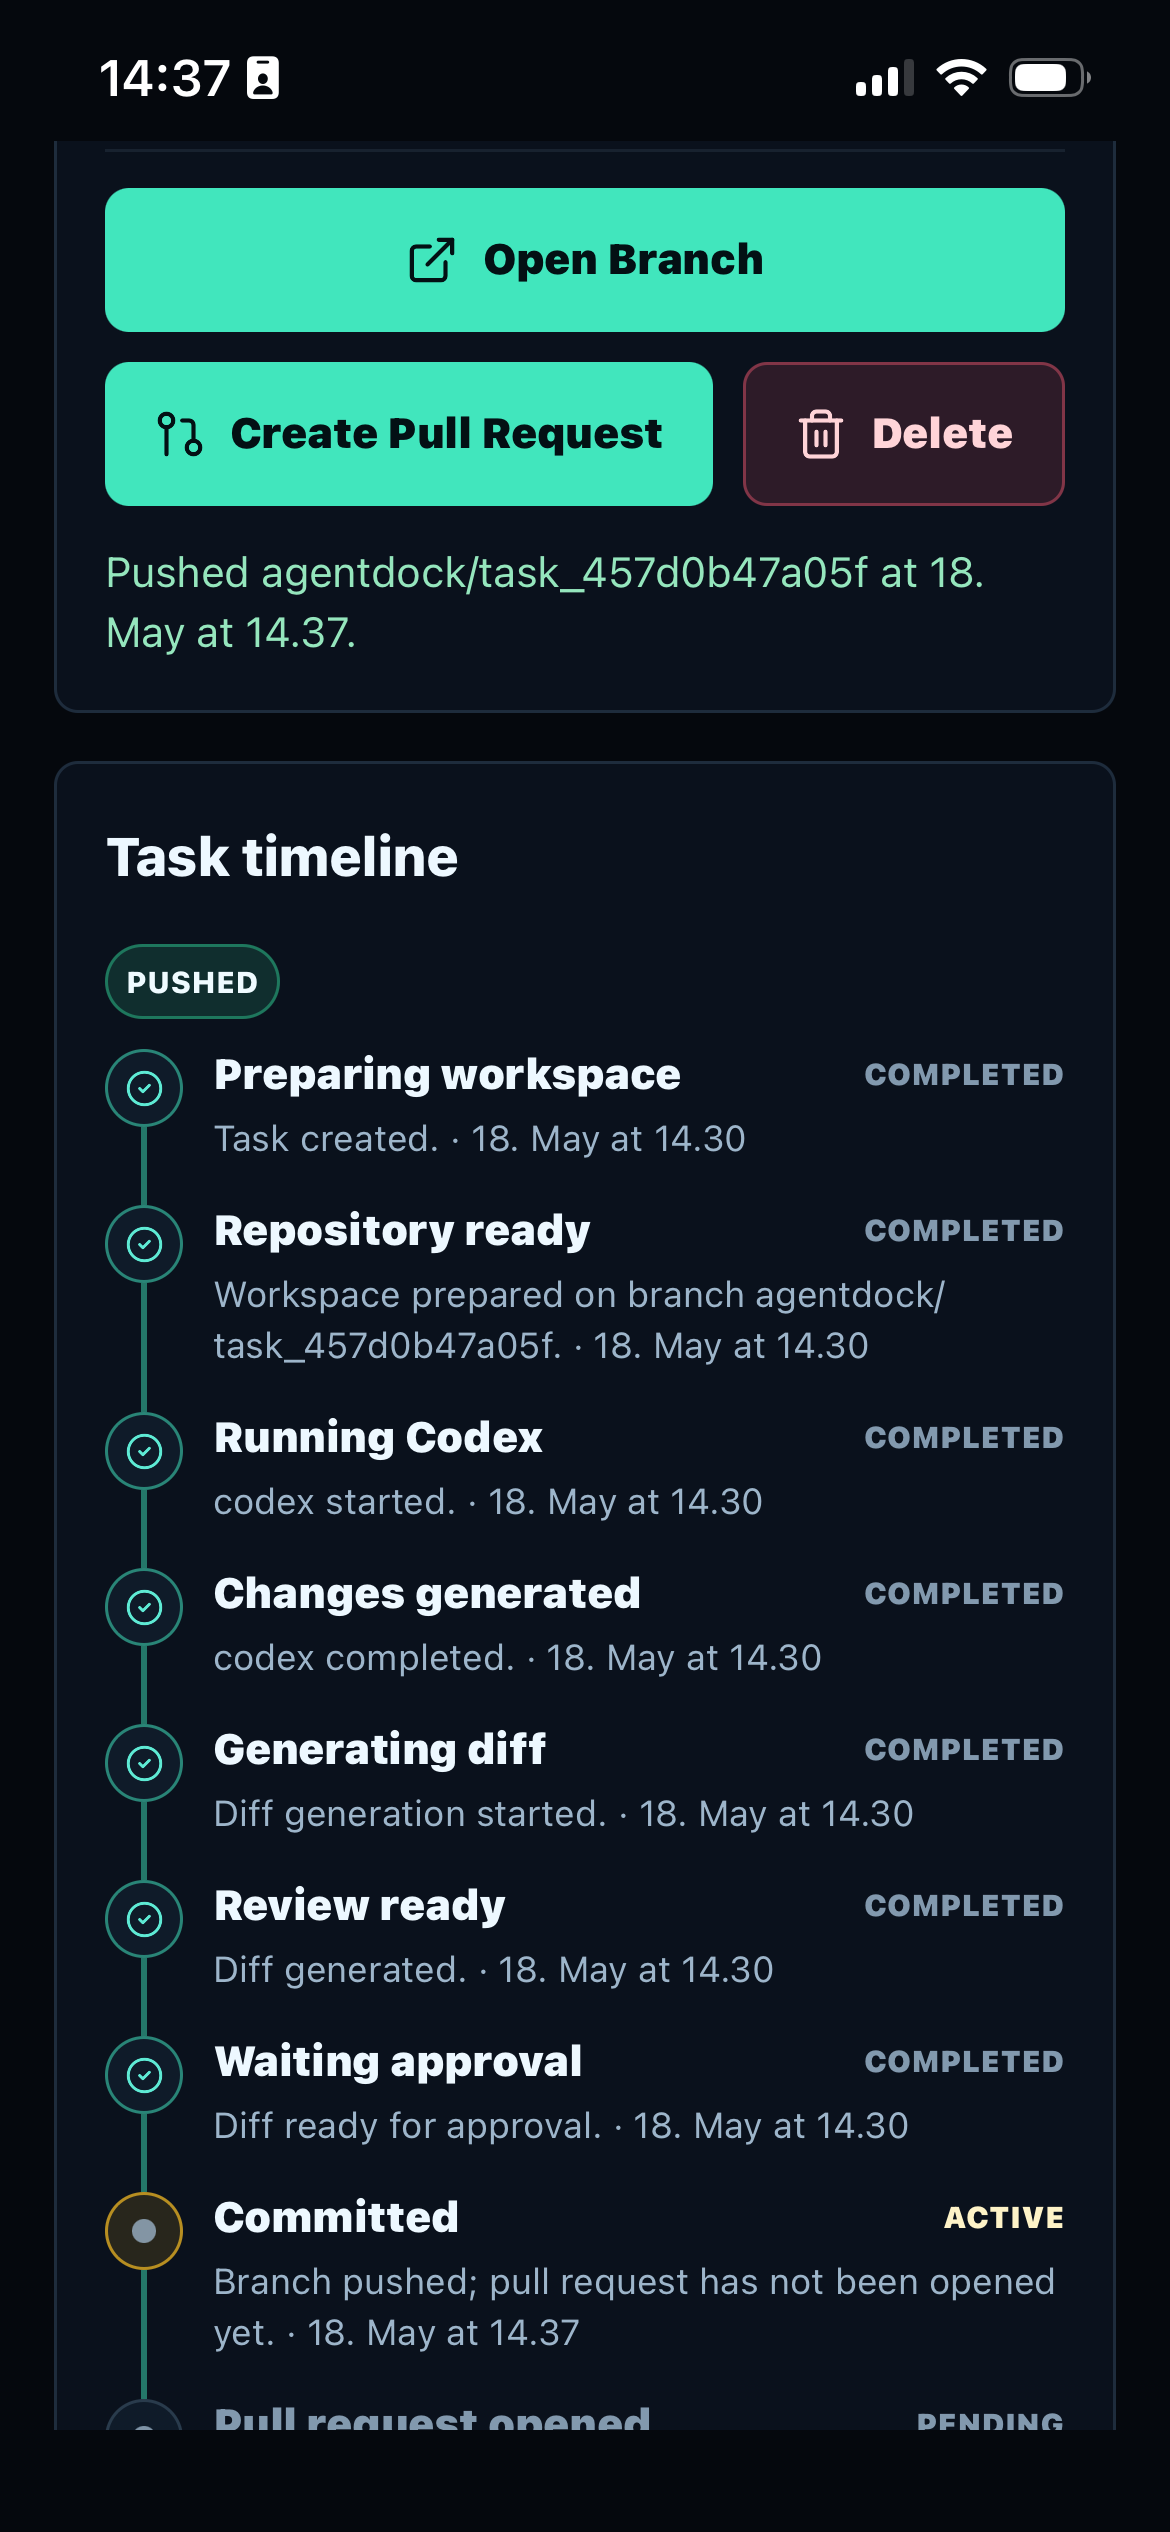 14:37
Open Branch
Create Pull Request
Delete
Pushed agentdock/task_457d0b47a05f at 18.
May at 14.37.
Task timeline
PUSHED
Preparing workspace COMPLETED
Task created. · 18. May at 14.30
Repository ready COMPLETED
Workspace prepared on branch agentdock/
task_457d0b47a05f. · 18. May at 14.30
Running Codex COMPLETED
codex started. · 18. May at 14.30
Changes generated COMPLETED
codex completed. · 18. May at 14.30
Generating diff COMPLETED
Diff generation started. · 18. May at 14.30
Review ready COMPLETED
Diff generated. · 18. May at 14.30
Waiting approval COMPLETED
Diff ready for approval. · 18. May at 14.30
Committed ACTIVE
Branch pushed; pull request has not been opened
yet. · 18. May at 14.37
Pull request opened PENDING